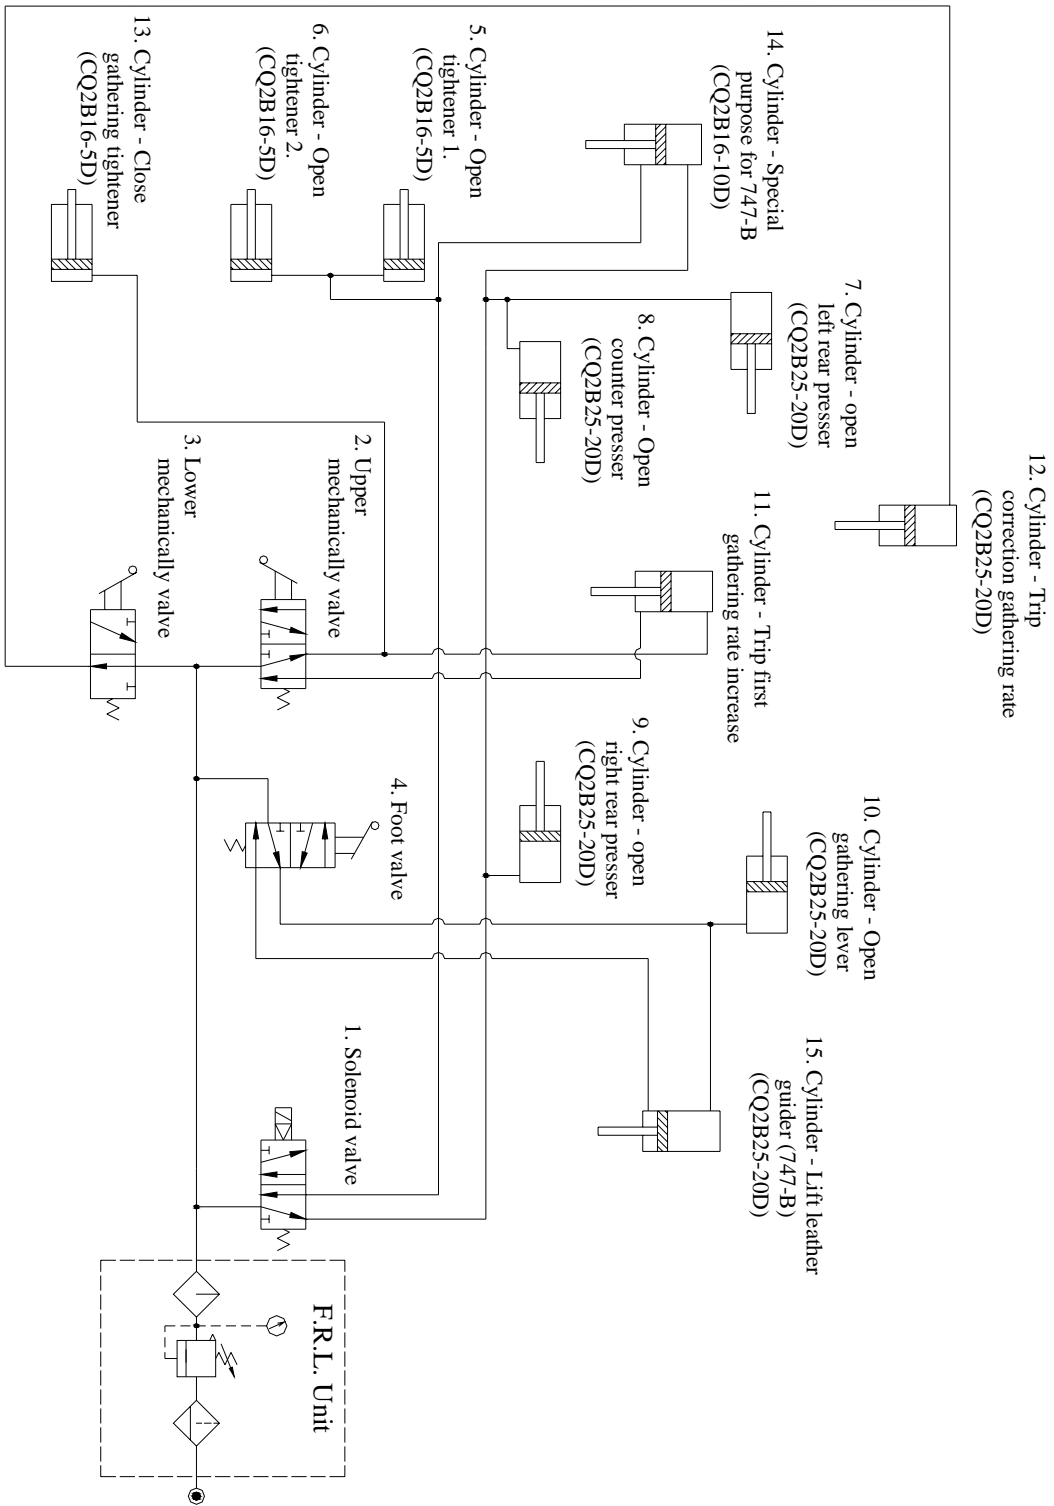 12. Cylinder - Trip
correction gathering rate
(CQ2B25-20D)
10. Cylinder - Open
gathering lever
(CQ2B25-20D)
7. Cylinder - open
left rear presser
(CQ2B25-20D)
15. Cylinder - Lift leather
guider (747-B)
(CQ2B25-20D)
14. Cylinder - Special
purpose for 747-B
(CQ2B16-10D)
11. Cylinder - Trip first
gathering rate increase
8. Cylinder - Open
counter presser
(CQ2B25-20D)
9. Cylinder - open
right rear presser
(CQ2B25-20D)
5. Cylinder - Open
tightener 1.
(CQ2B16-5D)
6. Cylinder - Open
tightener 2.
(CQ2B16-5D)
13. Cylinder - Close
gathering tightener
(CQ2B16-5D)
4. Foot valve
2. Upper
mechanically valve
3. Lower
mechanically valve
1. Solenoid valve
F.R.L. Unit